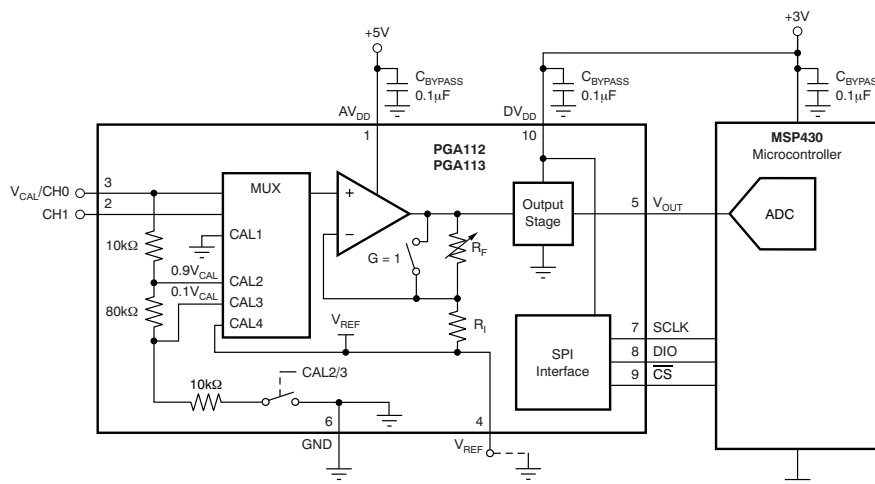 +5V
+3V
CBYPASS
0.1µF
CBYPASS
0.1µF
CBYPASS
0.1µF
AVDD
1
DVDD
10
PGA112
PGA113
MSP430
Microcontroller
VCAL/CH0
3
CH1
2
MUX
+
−
CAL1
10kΩ
0.9VCAL
CAL2
0.1VCAL
CAL3
80kΩ
CAL4
G = 1
RF
RI
VREF
Output
Stage
5
VOUT
ADC
SPI
Interface
7
SCLK
8
DIO
9
CS
10kΩ
CAL2/3
6
GND
4
VREF